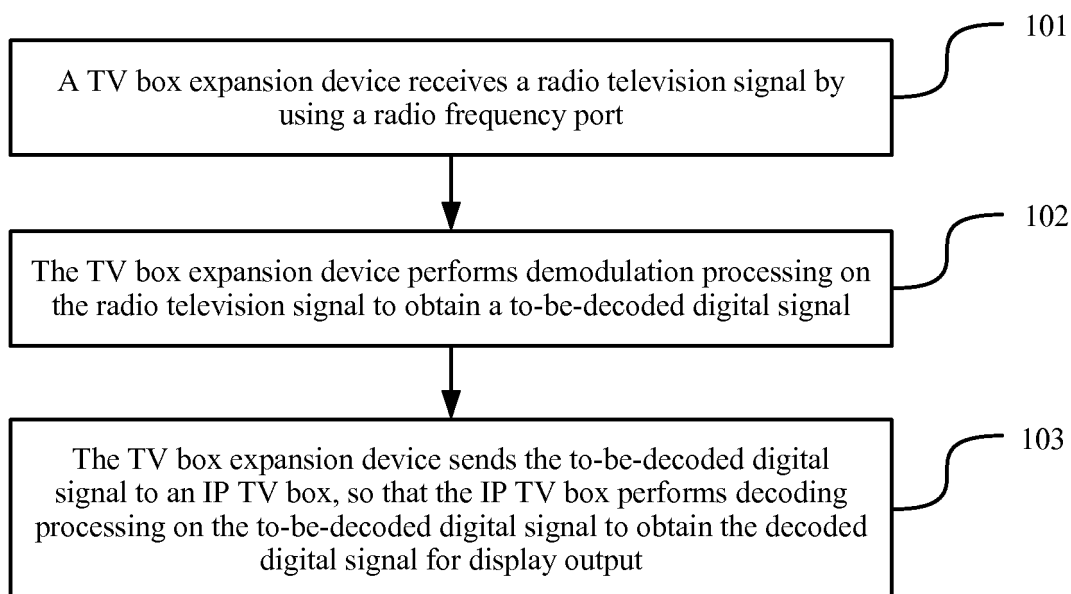 101
A TV box expansion device receives a radio television signal by
using a radio frequency port
102
The TV box expansion device performs demodulation processing on
the radio television signal to obtain a to-be-decoded digital signal
103
The TV box expansion device sends the to-be-decoded digital
signal to an IP TV box, so that the IP TV box performs decoding
processing on the to-be-decoded digital signal to obtain the decoded
digital signal for display output